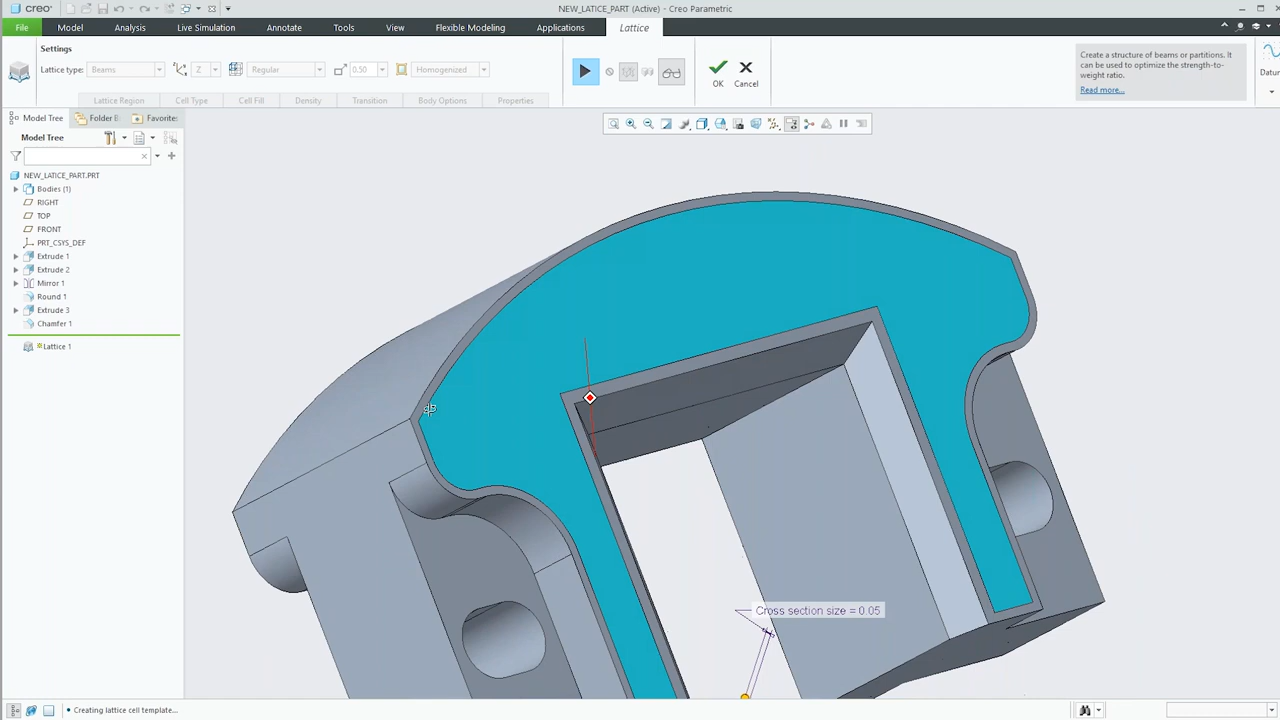 creo
NEW_LATICE_PART (Active) - Creo Parametric
File
Model
Analysis
Live Simulation
Annotate
Tools
View
Flexible Modeling
Applications
Lattice
Settings
Lattice type:
Beams
Z
Regular
0.50
Homogenized
OK
Cancel
Create a structure of beams or partitions. It
can be used to optimize the strength-to-
weight ratio.
Read more...
Datur
Lattice Region
Cell Type
Cell Fill
Density
Transition
Body Options
Properties
Model Tree
Folder B
Favorites
Model Tree
NEW_LATICE_PART.PRT
Bodies (1)
RIGHT
TOP
FRONT
PRT_CSYS_DEF
Extrude 1
Extrude 2
Mirror 1
Round 1
Extrude 3
Chamfer 1
Lattice 1
Cross section size = 0.05
Creating lattice cell template...